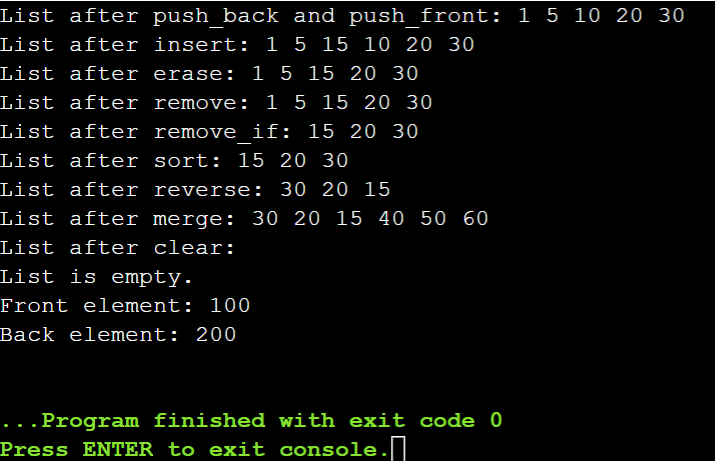 List after push_back and push_front: 1 5 10 20 30
List after insert: 1 5 15 10 20 30
List after erase: 1 5 15 20 30
List after remove: 1 5 15 20 30
List after remove_if: 15 20 30
List after sort: 15 20 30
List after reverse: 30 20 15
List after merge: 30 20 15 40 50 60
List after clear:
List is empty.
Front element: 100
Back element: 200
...Program finished with exit code 0
Press ENTER to exit console.